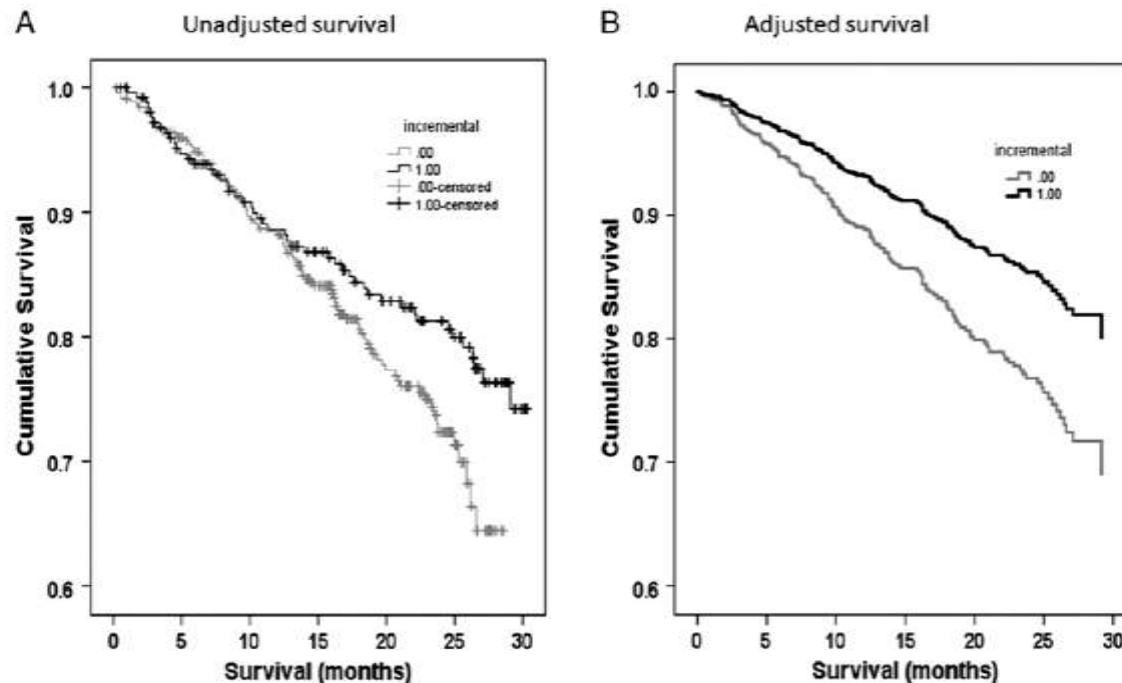 A Unadjusted survival
Cumulative Survival
1.0
0.9
0.8
0.7
0.6
incremental
.00
1.00
.00-censored
1.00-censored
0 5 10 15 20 25 30
Survival (months)
B Adjusted survival
Cumulative Survival
1.0
0.9
0.8
0.7
0.6
incremental
.00
1.00
0 5 10 15 20 25 30
Survival (months)